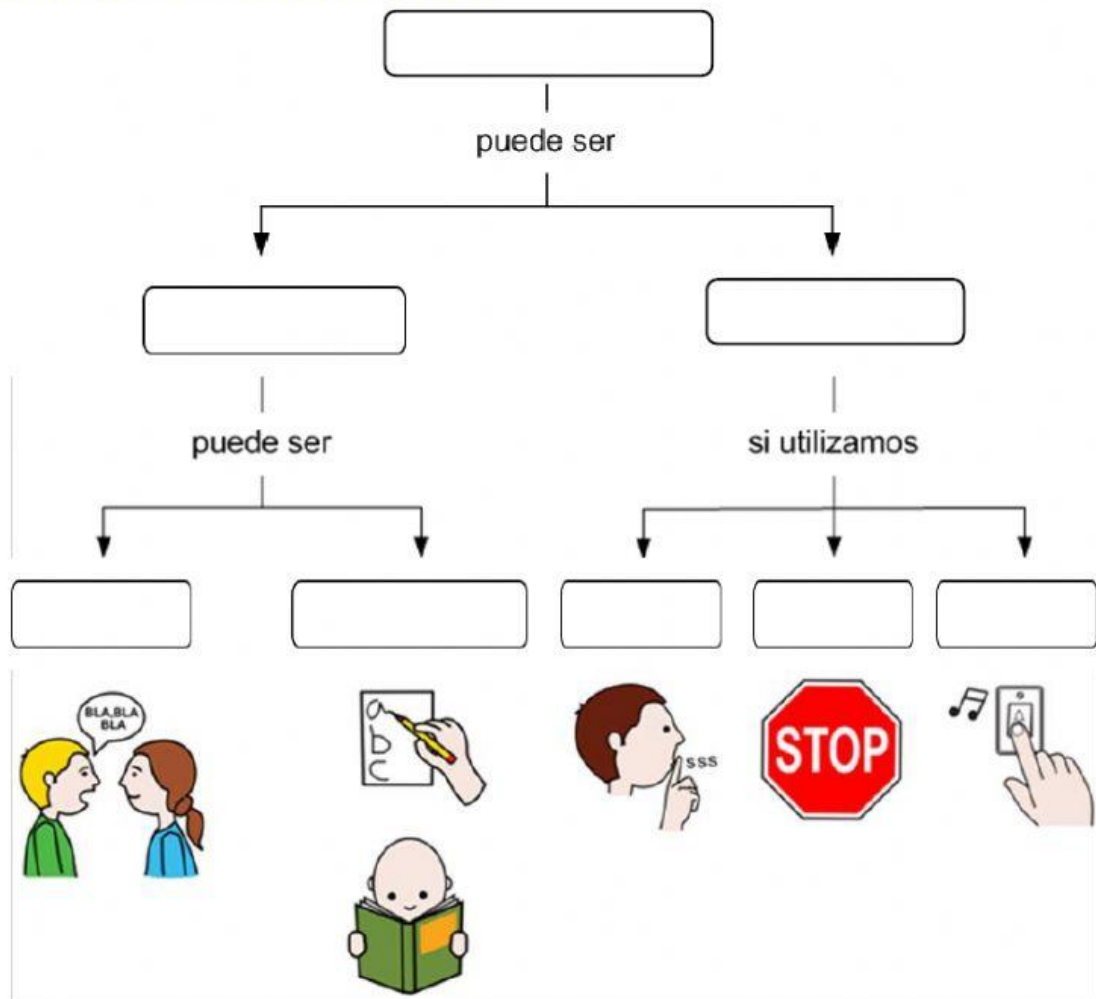 puede ser
puede ser
si utilizamos
BLA,BLA
BLA
a
b
c
sss
STOP